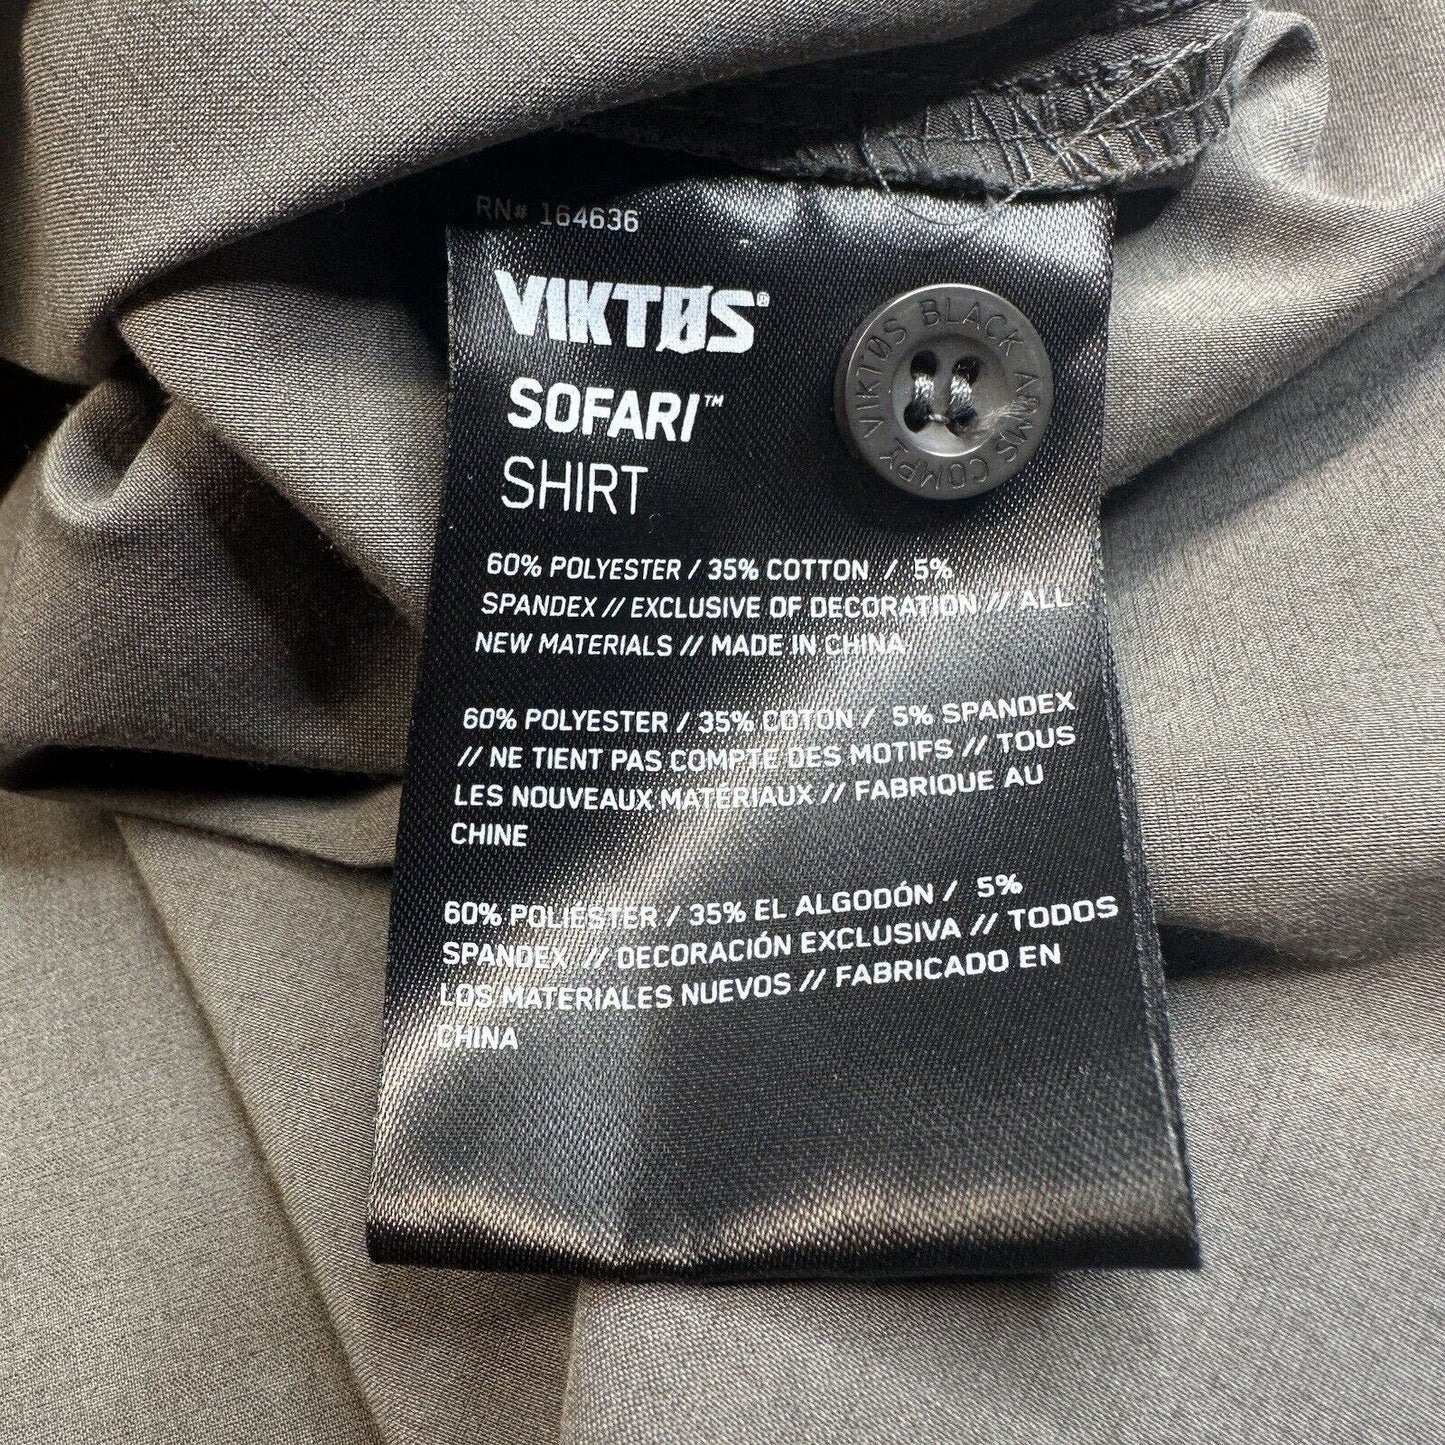 RN# 164636
VIKTØS®
SOFARI™
SHIRT
VIKTØS BLACK ARMS COMPY
60% POLYESTER / 35% COTTON / 5%
SPANDEX // EXCLUSIVE OF DECORATION // ALL
NEW MATERIALS // MADE IN CHINA
60% POLYESTER / 35% COTON / 5% SPANDEX
// NE TIENT PAS COMPTE DES MOTIFS // TOUS
LES NOUVEAUX MATÉRIAUX // FABRIQUE AU
CHINE
60% POLIÉSTER / 35% EL ALGODÓN / 5%
SPANDEX // DECORACIÓN EXCLUSIVA // TODOS
LOS MATERIALES NUEVOS // FABRICADO EN
CHINA